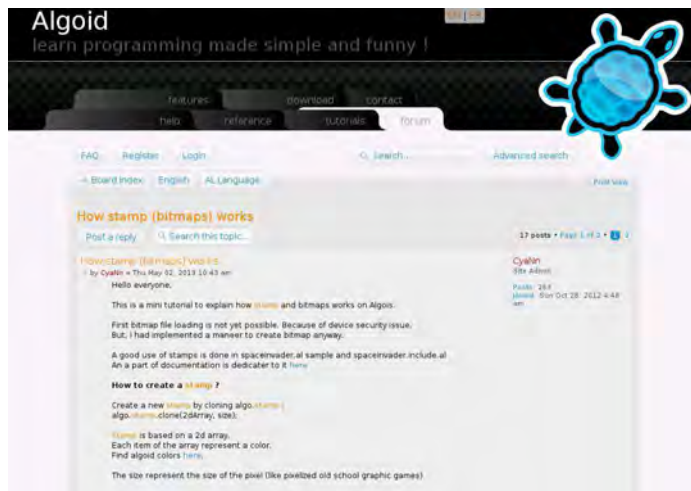 Algoid
EN | FR
learn programming made simple and funny !
features download contact
help reference tutorials forum
FAQ Register Login Search... Advanced search
Board index English AL Language Print view
How stamp (bitmaps) works
Post a reply Search this topic... 17 posts • Page 1 of 2 • 1 2
How stamp (bitmaps) works
by CyaNn » Thu May 02, 2013 10:43 am
CyaNn
Site Admin
Posts:
Joined: Sun Oct 28, 2012 4:48 am
Hello everyone,
This is a mini tutorial to explain how stamp and bitmaps works on Algois.
First bitmap file loading is not yet possible. Because of device security issue.
But, I had implemented a maneer to create bitmap anyway.
A good use of stamps is done in spaceinvader.al sample and spaceinvader.include.al
An a part of documentation is dedicater to it here
How to create a stamp ?
Create a new stamp by cloning algo.stamp :
algo.stamp.clone(2dArray, size);
Stamp is based on a 2d array.
Each item of the array represent a color.
Find algoid colors here.
The size represent the size of the pixel (like pixelized old school graphic games)